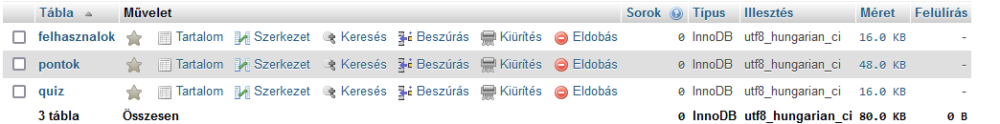 Tábla Művelet Sorok Típus Illesztés Méret Felülírás
felhasznalok Tartalom Szerkezet Keresés Beszúrás Kiürítés Eldobás 0 InnoDB utf8_hungarian_ci 16.0 KB -
pontok Tartalom Szerkezet Keresés Beszúrás Kiürítés Eldobás 0 InnoDB utf8_hungarian_ci 48.0 KB -
quiz Tartalom Szerkezet Keresés Beszúrás Kiürítés Eldobás 0 InnoDB utf8_hungarian_ci 16.0 KB -
3 tábla Összesen 0 InnoDB utf8_hungarian_ci 80.0 KB 0 B